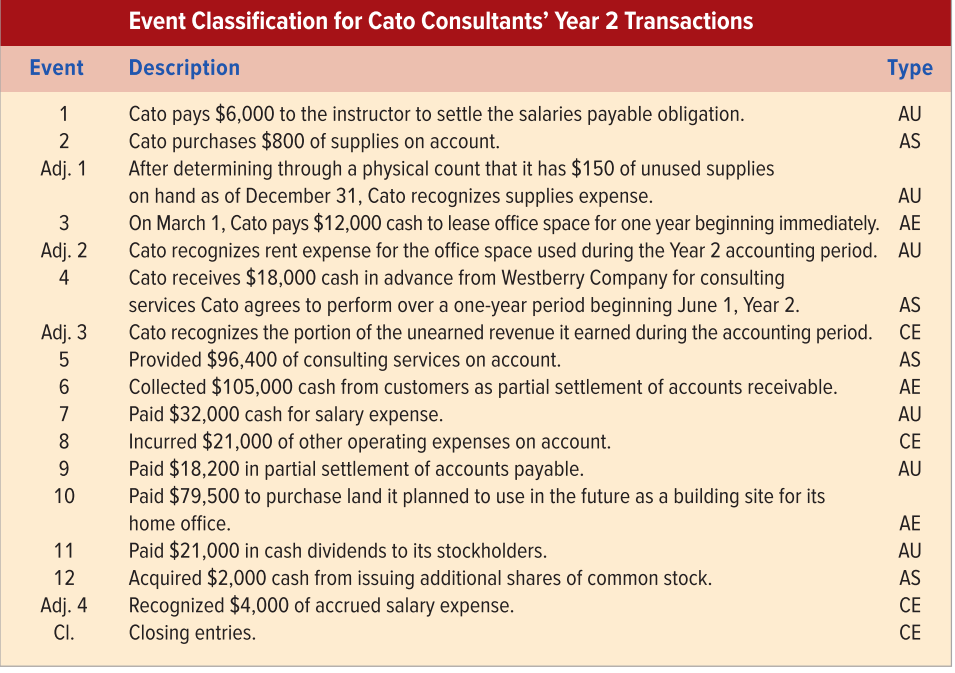 Event Classification for Cato Consultants’ Year 2 Transactions
Event Description Type
1 Cato pays $6,000 to the instructor to settle the salaries payable obligation. AU
2 Cato purchases $800 of supplies on account. AS
Adj. 1 After determining through a physical count that it has $150 of unused supplies
on hand as of December 31, Cato recognizes supplies expense. AU
3 On March 1, Cato pays $12,000 cash to lease office space for one year beginning immediately. AE
Adj. 2 Cato recognizes rent expense for the office space used during the Year 2 accounting period. AU
4 Cato receives $18,000 cash in advance from Westberry Company for consulting
services Cato agrees to perform over a one-year period beginning June 1, Year 2. AS
Adj. 3 Cato recognizes the portion of the unearned revenue it earned during the accounting period. CE
5 Provided $96,400 of consulting services on account. AS
6 Collected $105,000 cash from customers as partial settlement of accounts receivable. AE
7 Paid $32,000 cash for salary expense. AU
8 Incurred $21,000 of other operating expenses on account. CE
9 Paid $18,200 in partial settlement of accounts payable. AU
10 Paid $79,500 to purchase land it planned to use in the future as a building site for its
home office. AE
11 Paid $21,000 in cash dividends to its stockholders. AU
12 Acquired $2,000 cash from issuing additional shares of common stock. AS
Adj. 4 Recognized $4,000 of accrued salary expense. CE
Cl. Closing entries. CE